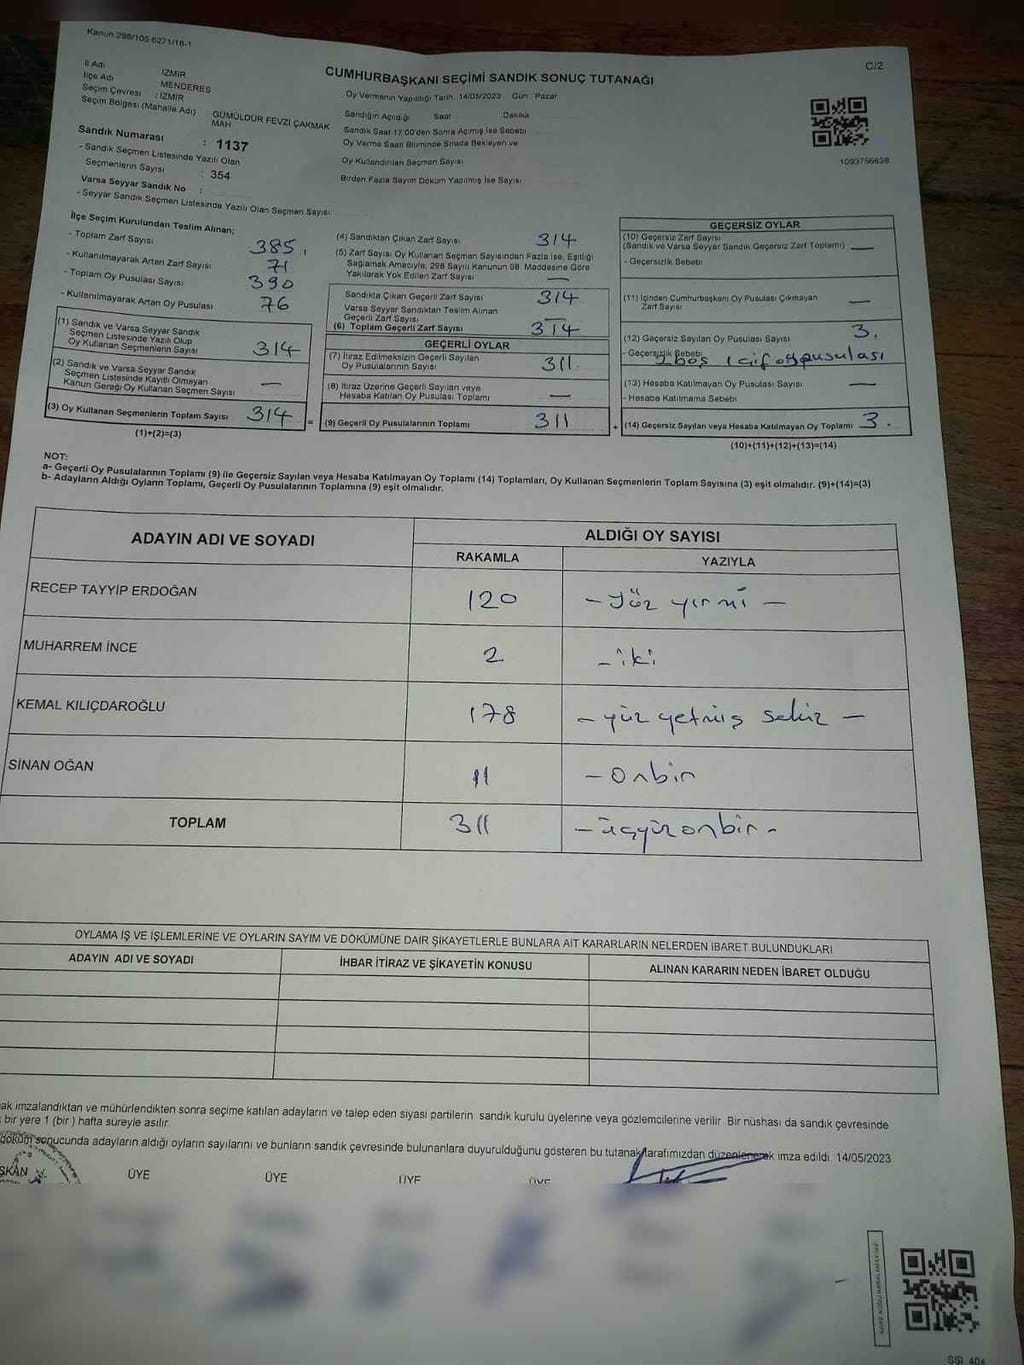 Kanun 298/105 6271/18-1
C/2
CUMHURBAŞKANI SEÇİMİ SANDIK SONUÇ TUTANAĞI
İl Adı İZMİR
İlçe Adı MENDERES
Seçim Çevresi : İZMİR
Seçim Bölgesi (Mahalle Adı) GÜMÜLDÜR FEVZİ ÇAKMAK MAH
Oy Vermenin Yapıldığı Tarih 14/05/2023 Gün Pazar
Sandığın Açıldığı Saat Dakika
Sandık Saat 17:00'den Sonra Açılmış İse Sebebi
Oy Verme Saati Bitiminde Sırada Bekleyen ve
Oy Kullandırılan Seçmen Sayısı
Birden Fazla Sayım Döküm Yapılmış İse Sayısı
1093756638
Sandık Numarası : 1137
- Sandık Seçmen Listesinde Yazılı Olan
Seçmenlerin Sayısı : 354
Varsa Seyyar Sandık No :
- Seyyar Sandık Seçmen Listesinde Yazılı Olan Seçmen Sayısı
İlçe Seçim Kurulundan Teslim Alınan;
- Toplam Zarf Sayısı 385
- Kullanılmayarak Artan Zarf Sayısı 71
- Toplam Oy Pusulası Sayısı 390
- Kullanılmayarak Artan Oy Pusulası 76
(1) Sandık ve Varsa Seyyar Sandık
Seçmen Listesinde Yazılı Olup
Oy Kullanan Seçmenlerin Sayısı 314
(2) Sandık ve Varsa Seyyar Sandık
Seçmen Listesinde Kayıtlı Olmayan
Kanun Gereği Oy Kullanan Seçmen Sayısı —
(3) Oy Kullanan Seçmenlerin Toplam Sayısı 314 =
(1)+(2)=(3)
(4) Sandıktan Çıkan Zarf Sayısı 314
(5) Zarf Sayısı Oy Kullanan Seçmen Sayısından Fazla İse, Eşitliği
Sağlamak Amacıyla, 298 Sayılı Kanunun 98. Maddesine Göre
Yakılarak Yok Edilen Zarf Sayısı —
Sandıkta Çıkan Geçerli Zarf Sayısı 314
Varsa Seyyar Sandıktan Teslim Alınan
Geçerli Zarf Sayısı —
(6) Toplam Geçerli Zarf Sayısı 314
GEÇERLİ OYLAR
(7) İtiraz Edilmeksizin Geçerli Sayılan
Oy Pusulalarının Sayısı 311
(8) İtiraz Üzerine Geçerli Sayılan veya
Hesaba Katılan Oy Pusulası Toplamı —
(9) Geçerli Oy Pusulalarının Toplamı 311 +
GEÇERSİZ OYLAR
(10) Geçersiz Zarf Sayısı
(Sandık ve Varsa Seyyar Sandık Geçersiz Zarf Toplamı) —
- Geçersizlik Sebebi
(11) İçinden Cumhurbaşkanı Oy Pusulası Çıkmayan
Zarf Sayısı —
(12) Geçersiz Sayılan Oy Pusulası Sayısı 3.
- Geçersizlik Sebebi 2 boş 1 çif oy pusulası
(13) Hesaba Katılmayan Oy Pusulası Sayısı —
- Hesaba Katılmama Sebebi
(14) Geçersiz Sayılan veya Hesaba Katılmayan Oy Toplamı 3.
(10)+(11)+(12)+(13)=(14)
NOT:
a- Geçerli Oy Pusulalarının Toplamı (9) ile Geçersiz Sayılan veya Hesaba Katılmayan Oy Toplamı (14) Toplamları, Oy Kullanan Seçmenlerin Toplam Sayısına (3) eşit olmalıdır. (9)+(14)=(3)
b- Adayların Aldığı Oyların Toplamı, Geçerli Oy Pusulalarının Toplamına (9) eşit olmalıdır.
ADAYIN ADI VE SOYADI ALDIĞI OY SAYISI
RAKAMLA YAZIYLA
RECEP TAYYİP ERDOĞAN 120 – Yüz yirmi –
MUHARREM İNCE 2 – iki
KEMAL KILIÇDAROĞLU 178 – yüz yetmiş sekiz –
SİNAN OĞAN 11 – Onbir
TOPLAM 311 – üçyüz onbir –
OYLAMA İŞ VE İŞLEMLERİNE VE OYLARIN SAYIM VE DÖKÜMÜNE DAİR ŞİKAYETLERLE BUNLARA AİT KARARLARIN NELERDEN İBARET BULUNDUKLARI
ADAYIN ADI VE SOYADI İHBAR İTİRAZ VE ŞİKAYETİN KONUSU ALINAN KARARIN NEDEN İBARET OLDUĞU
ak imzalandıktan ve mühürlendikten sonra seçime katılan adayların ve talep eden siyasi partilerin sandık kurulu üyelerine veya gözlemcilerine verilir. Bir nüshası da sandık çevresinde
bir yere 1 (bir) hafta süreyle asılır.
döküm sonucunda adayların aldığı oyların sayılarını ve bunların sandık çevresinde bulunanlara duyurulduğunu gösteren bu tutanak tarafımızdan düzenlenerek imza edildi. 14/05/2023
ŞKAN ÜYE ÜYE ÜYE ÜYE
SSI 404